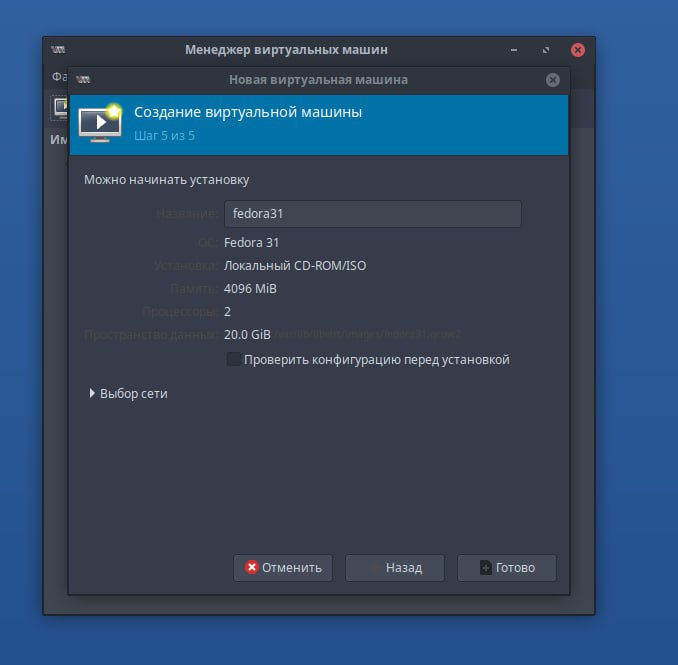 Менеджер виртуальных машин
Фа
Новая виртуальная машина
Им
Создание виртуальной машины
Шаг 5 из 5
Можно начинать установку
Название: fedora31
ОС: Fedora 31
Установка: Локальный CD-ROM/ISO
Память: 4096 MiB
Процессоры: 2
Пространство данных: 20.0 GiB /var/lib/libvirt/images/fedora31.qcow2
Проверить конфигурацию перед установкой
Выбор сети
Отменить
Назад
Готово